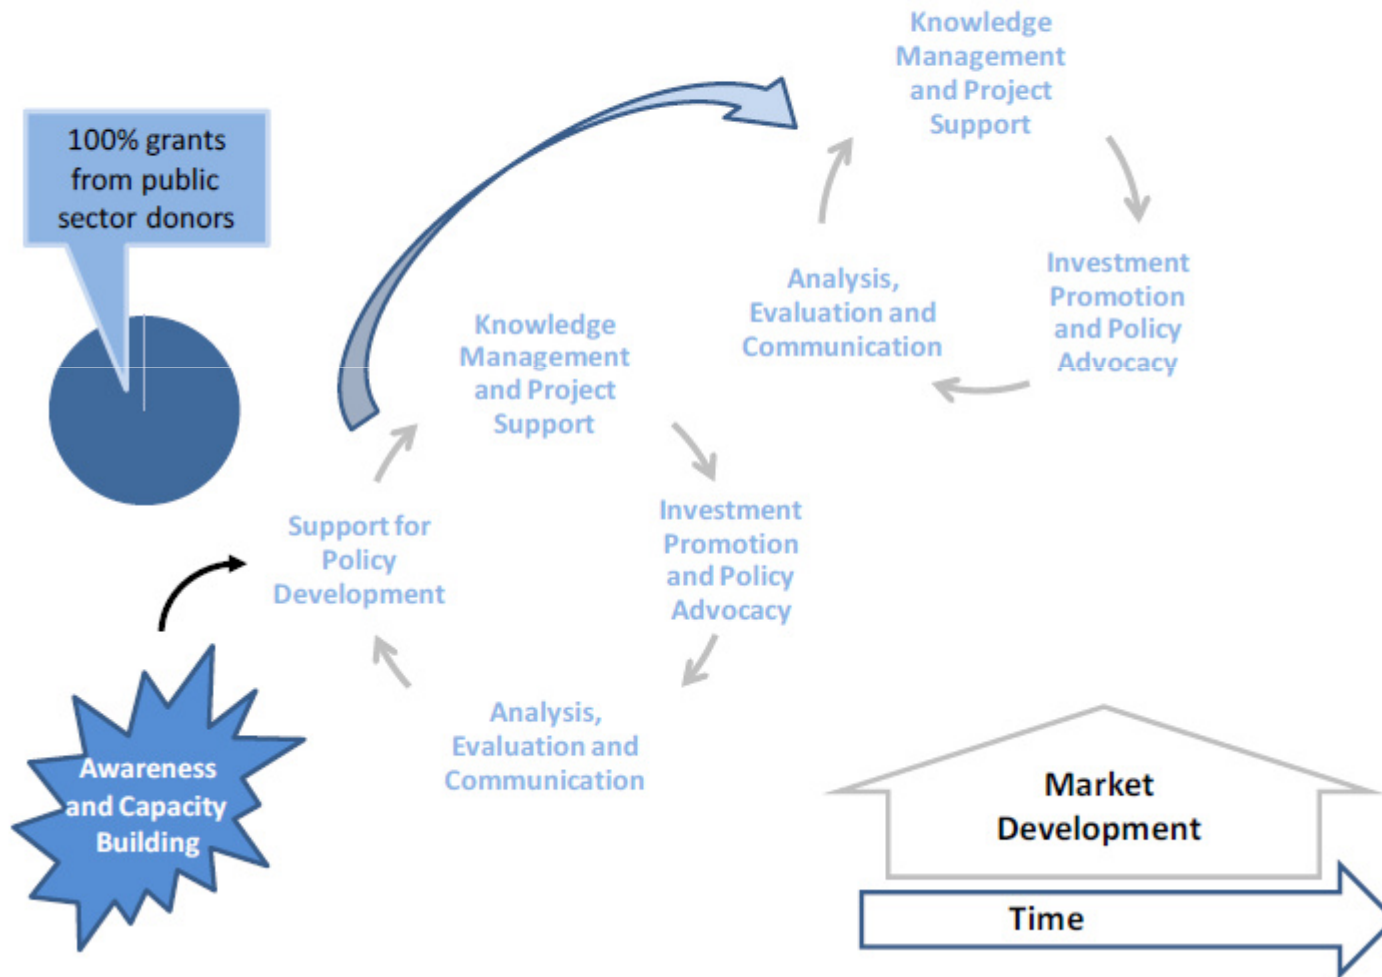 Knowledge
Management
and Project
Support
100% grants
from public
sector donors
Analysis,
Evaluation and
Communication
Investment
Promotion
and Policy
Advocacy
Knowledge
Management
and Project
Support
Support for
Policy
Development
Investment
Promotion
and Policy
Advocacy
Analysis,
Evaluation and
Communication
Awareness
and Capacity
Building
Market
Development
Time